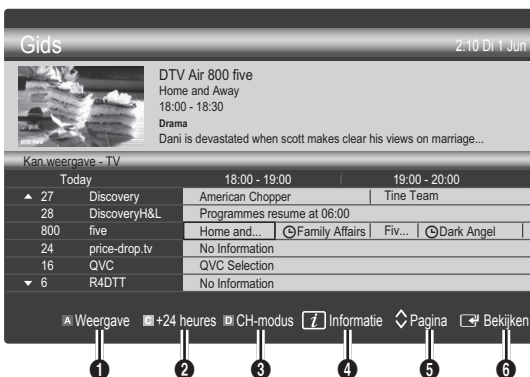 Gids 2:10 Di 1 Jun
DTV Air 800 five
Home and Away
18:00 - 18:30
Drama
Dani is devastated when scott makes clear his views on marriage...
800 five
Kan.weergave - TV
Today 18:00 - 19:00 19:00 - 20:00
▲ 27 Discovery American Chopper Tine Team
28 DiscoveryH&L Programmes resume at 06:00
800 five Home and... Family Affairs Fiv... Dark Angel
24 price-drop.tv No Information
16 QVC QVC Selection
▼ 6 R4DTT No Information
A Weergave C +24 heures D CH-modus i Informatie Pagina Bekijken
1 2 3 4 5 6